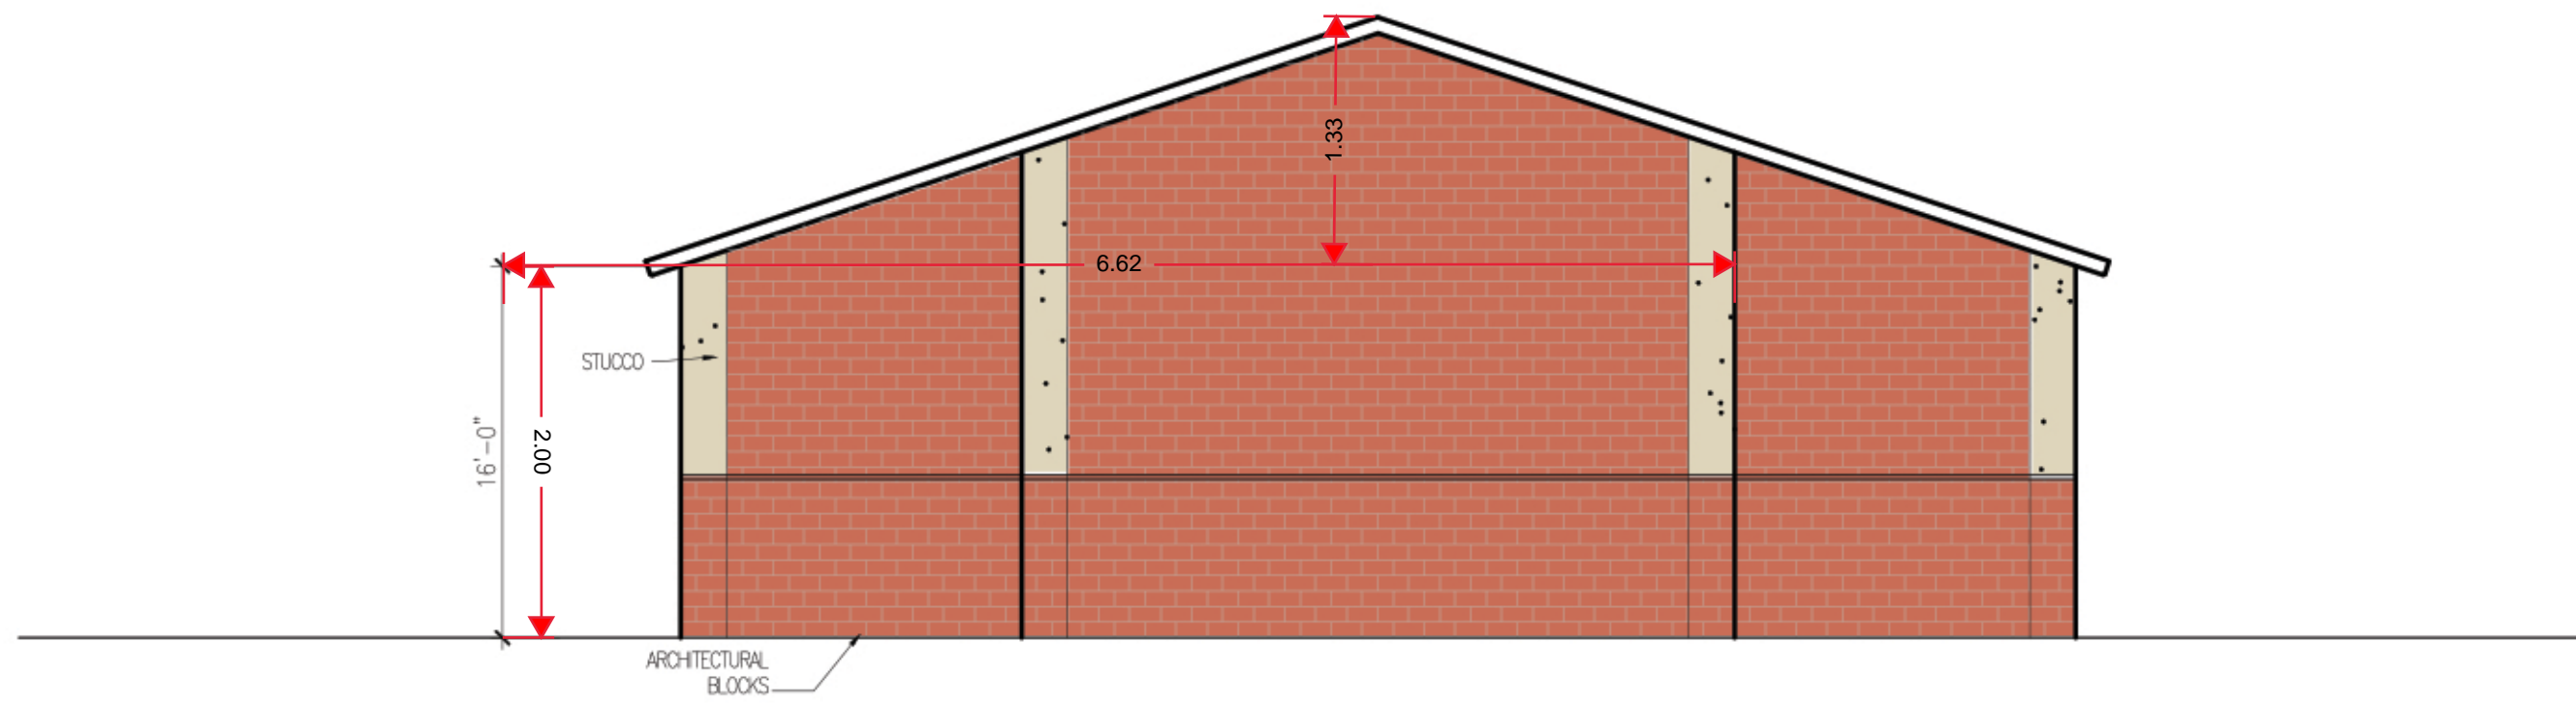 1.33
6.62
STUCCO
16'-0"
2.00
ARCHITECTURAL
BLOCKS